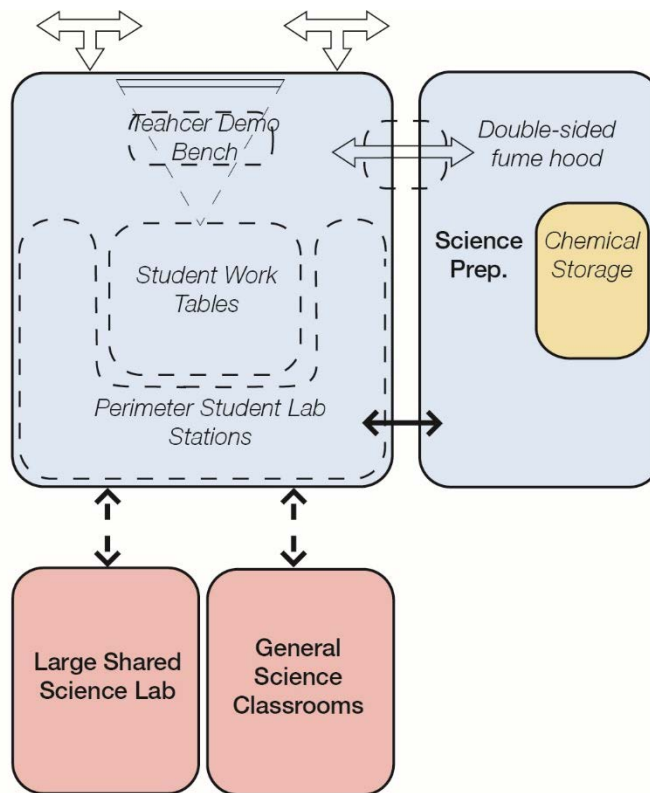 Teahcer Demo
Bench
Double-sided
fume hood
Science
Prep.
Chemical
Storage
Student Work
Tables
Perimeter Student Lab
Stations
Large Shared
Science Lab
General
Science
Classrooms